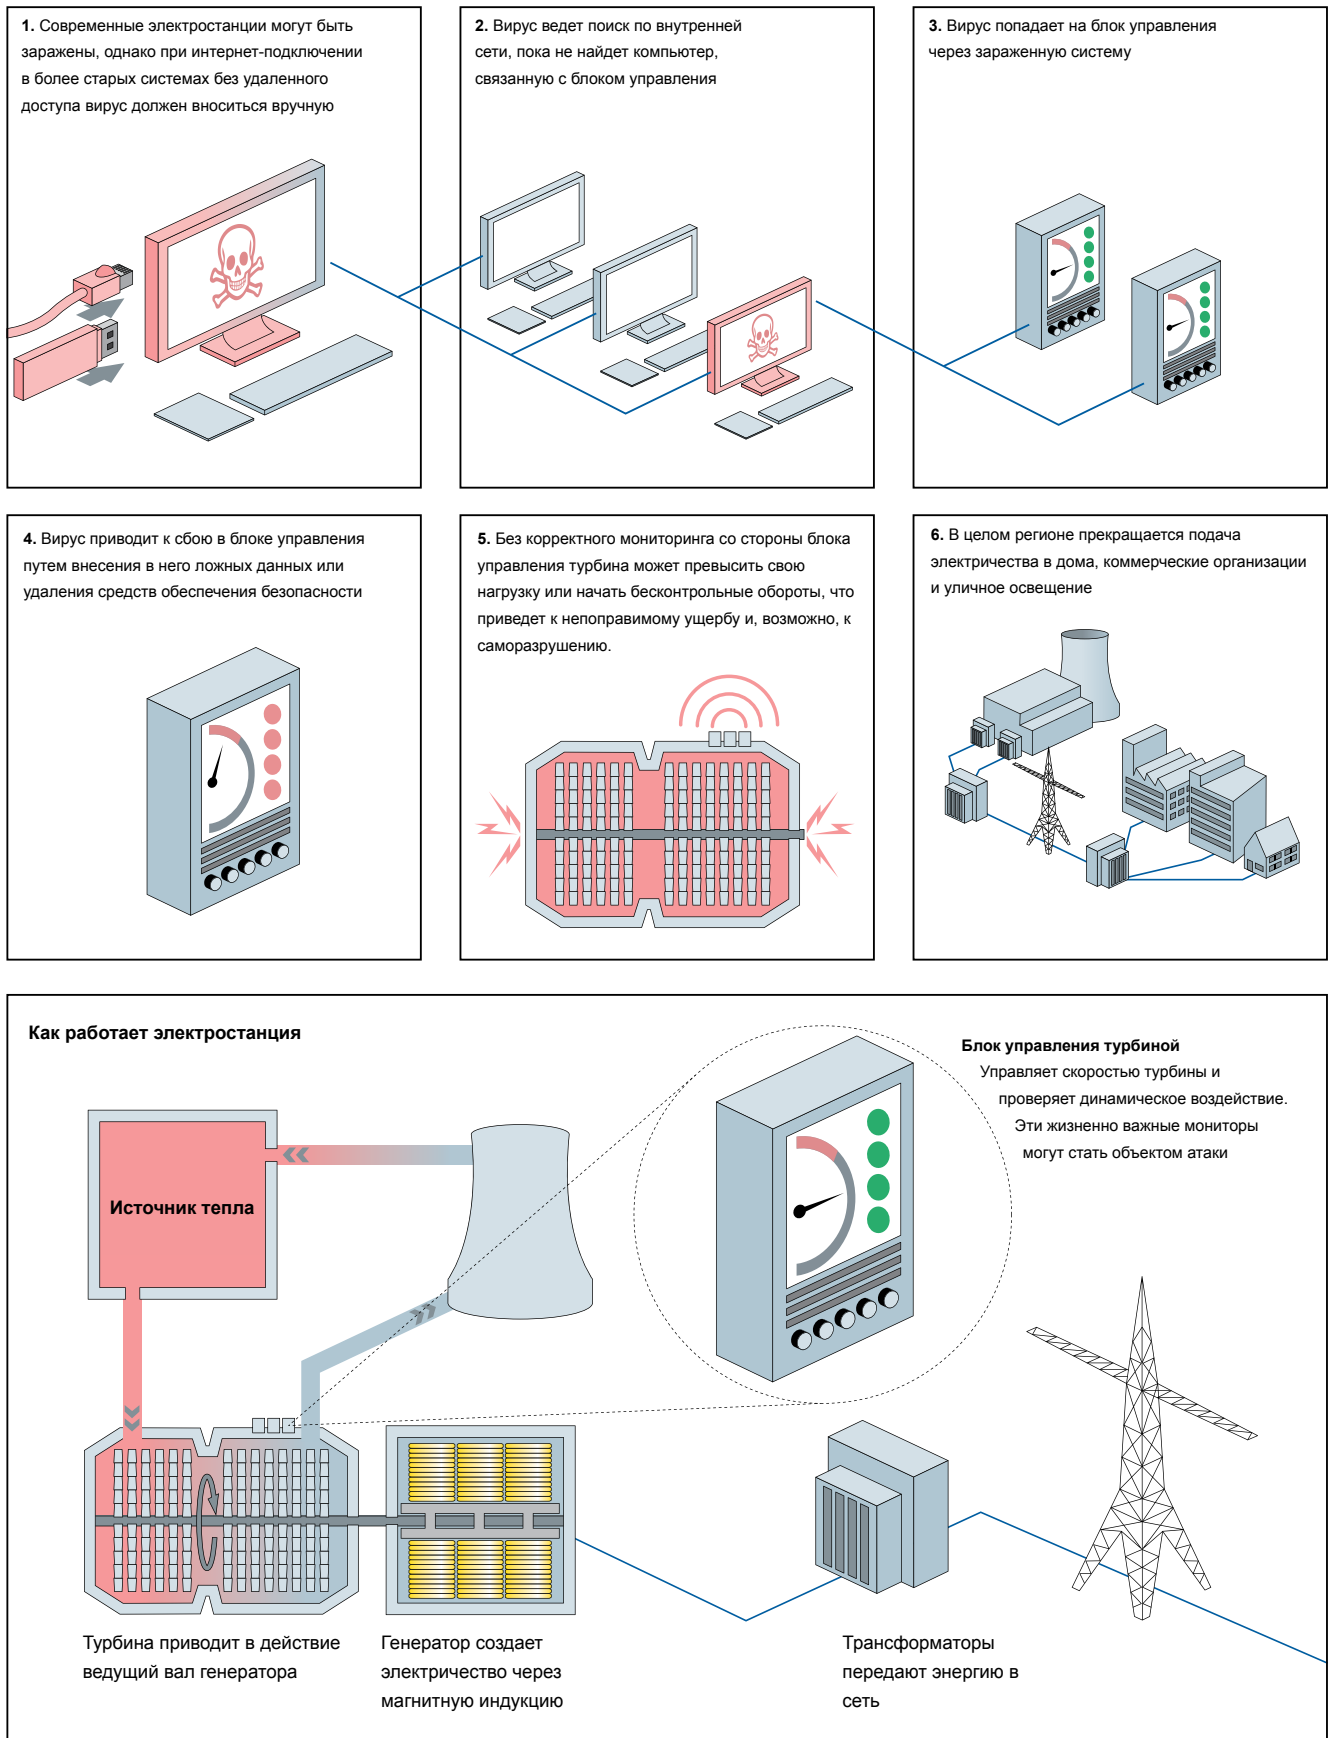 1. Современные электростанции могут быть
заражены, однако при интернет-подключении
в более старых системах без удаленного
доступа вирус должен вноситься вручную
2. Вирус ведет поиск по внутренней
сети, пока не найдет компьютер,
связанную с блоком управления
3. Вирус попадает на блок управления
через зараженную систему
4. Вирус приводит к сбою в блоке управления
путем внесения в него ложных данных или
удаления средств обеспечения безопасности
5. Без корректного мониторинга со стороны блока
управления турбина может превысить свою
нагрузку или начать бесконтрольные обороты, что
приведет к непоправимому ущербу и, возможно, к
саморазрушению.
6. В целом регионе прекращается подача
электричества в дома, коммерческие организации
и уличное освещение
Как работает электростанция
Блок управления турбиной
Управляет скоростью турбины и
проверяет динамическое воздействие.
Эти жизненно важные мониторы
могут стать объектом атаки
Источник тепла
Турбина приводит в действие
ведущий вал генератора
Генератор создает
электричество через
магнитную индукцию
Трансформаторы
передают энергию в
сеть